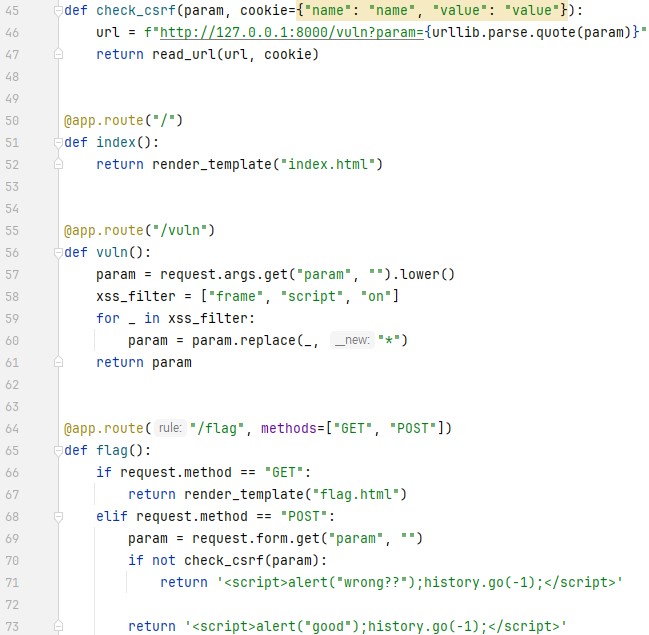 45 def check_csrf(param, cookie={"name": "name", "value": "value"}):
46     url = f"http://127.0.0.1:8000/vuln?param={urllib.parse.quote(param)}"
47     return read_url(url, cookie)
48
49
50 @app.route("/")
51 def index():
52     return render_template("index.html")
53
54
55 @app.route("/vuln")
56 def vuln():
57     param = request.args.get("param", "").lower()
58     xss_filter = ["frame", "script", "on"]
59     for _ in xss_filter:
60         param = param.replace(_, __new: "*")
61     return param
62
63
64 @app.route( rule: "/flag", methods=["GET", "POST"])
65 def flag():
66     if request.method == "GET":
67         return render_template("flag.html")
68     elif request.method == "POST":
69         param = request.form.get("param", "")
70         if not check_csrf(param):
71             return '<script>alert("wrong??");history.go(-1);</script>'
72
73         return '<script>alert("good");history.go(-1);</script>'